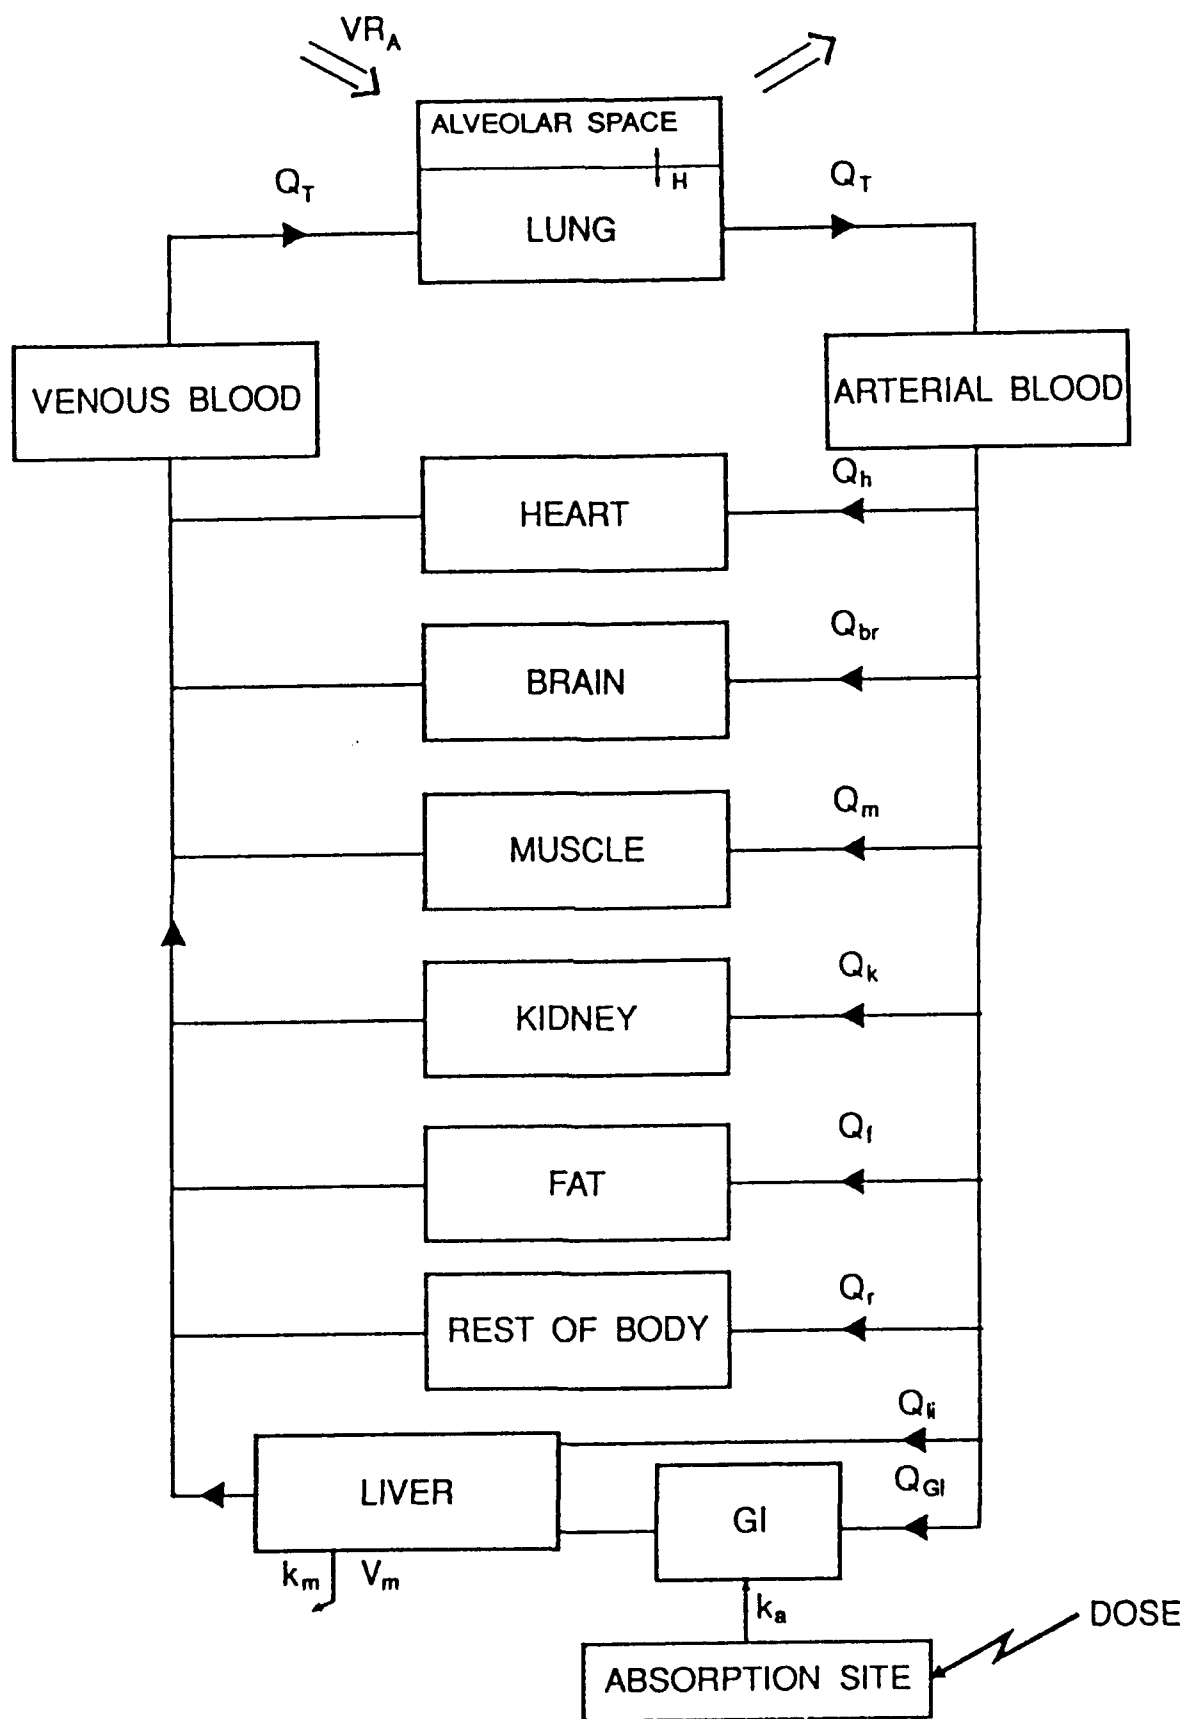 VR_A
ALVEOLAR SPACE
H
Q_T
Q_T
LUNG
VENOUS BLOOD
ARTERIAL BLOOD
Q_h
HEART
Q_br
BRAIN
Q_m
MUSCLE
Q_k
KIDNEY
Q_f
FAT
Q_r
REST OF BODY
Q_li
LIVER
Q_GI
GI
k_m V_m
k_a
DOSE
ABSORPTION SITE